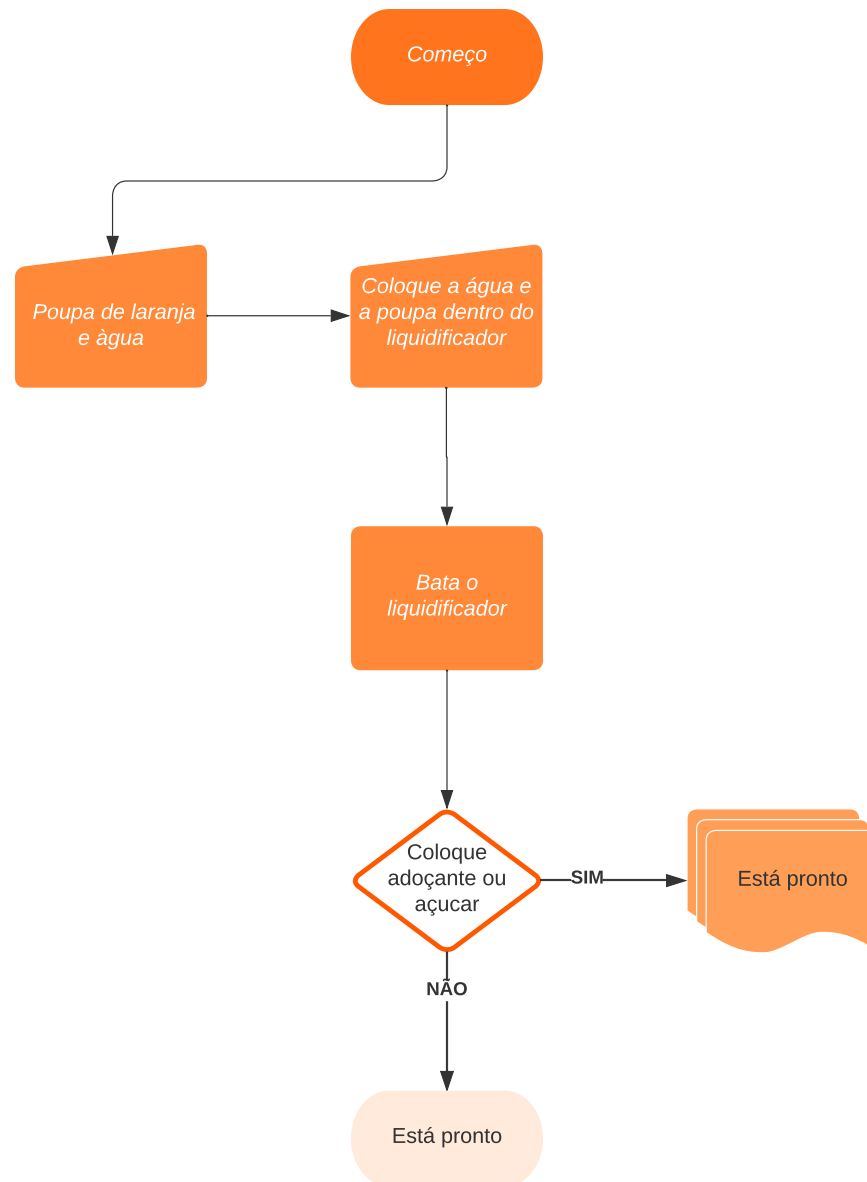 Começo
Poupa de laranja
e àgua
Coloque a água e
a poupa dentro do
liquidificador
Bata o
liquidificador
Coloque
adoçante ou
açucar
SIM
Está pronto
NÃO
Está pronto